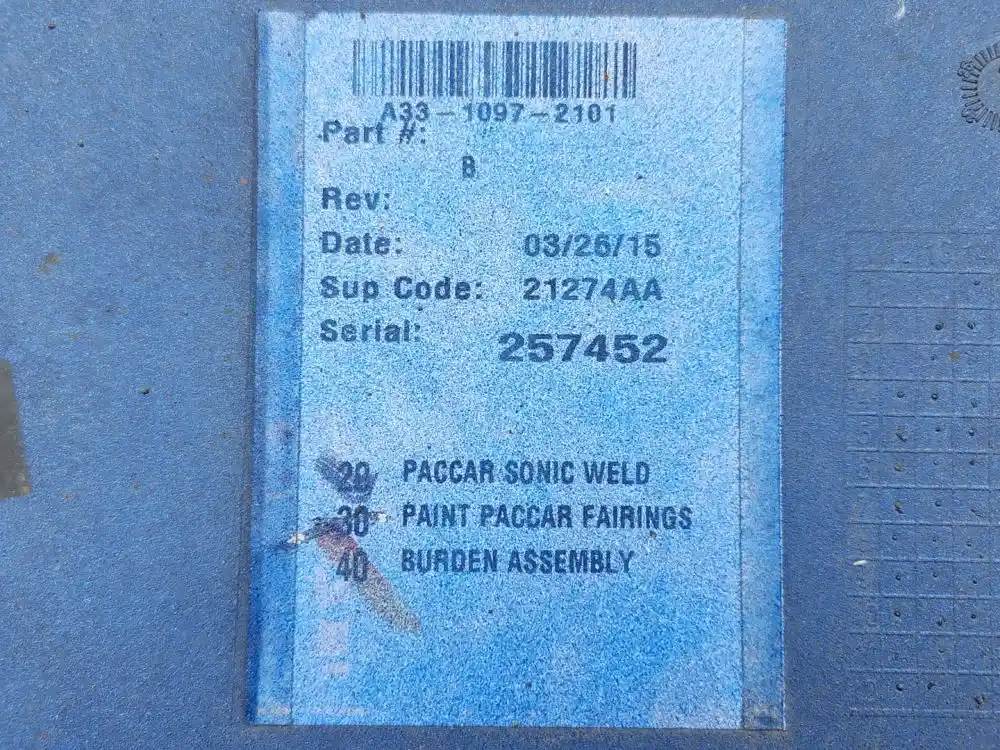 A33-1097-2101
Part #:
B
Rev:
Date: 03/26/15
Sup Code: 21274AA
Serial: 257452
20 PACCAR SONIC WELD
30 PAINT PACCAR FAIRINGS
40 BURDEN ASSEMBLY